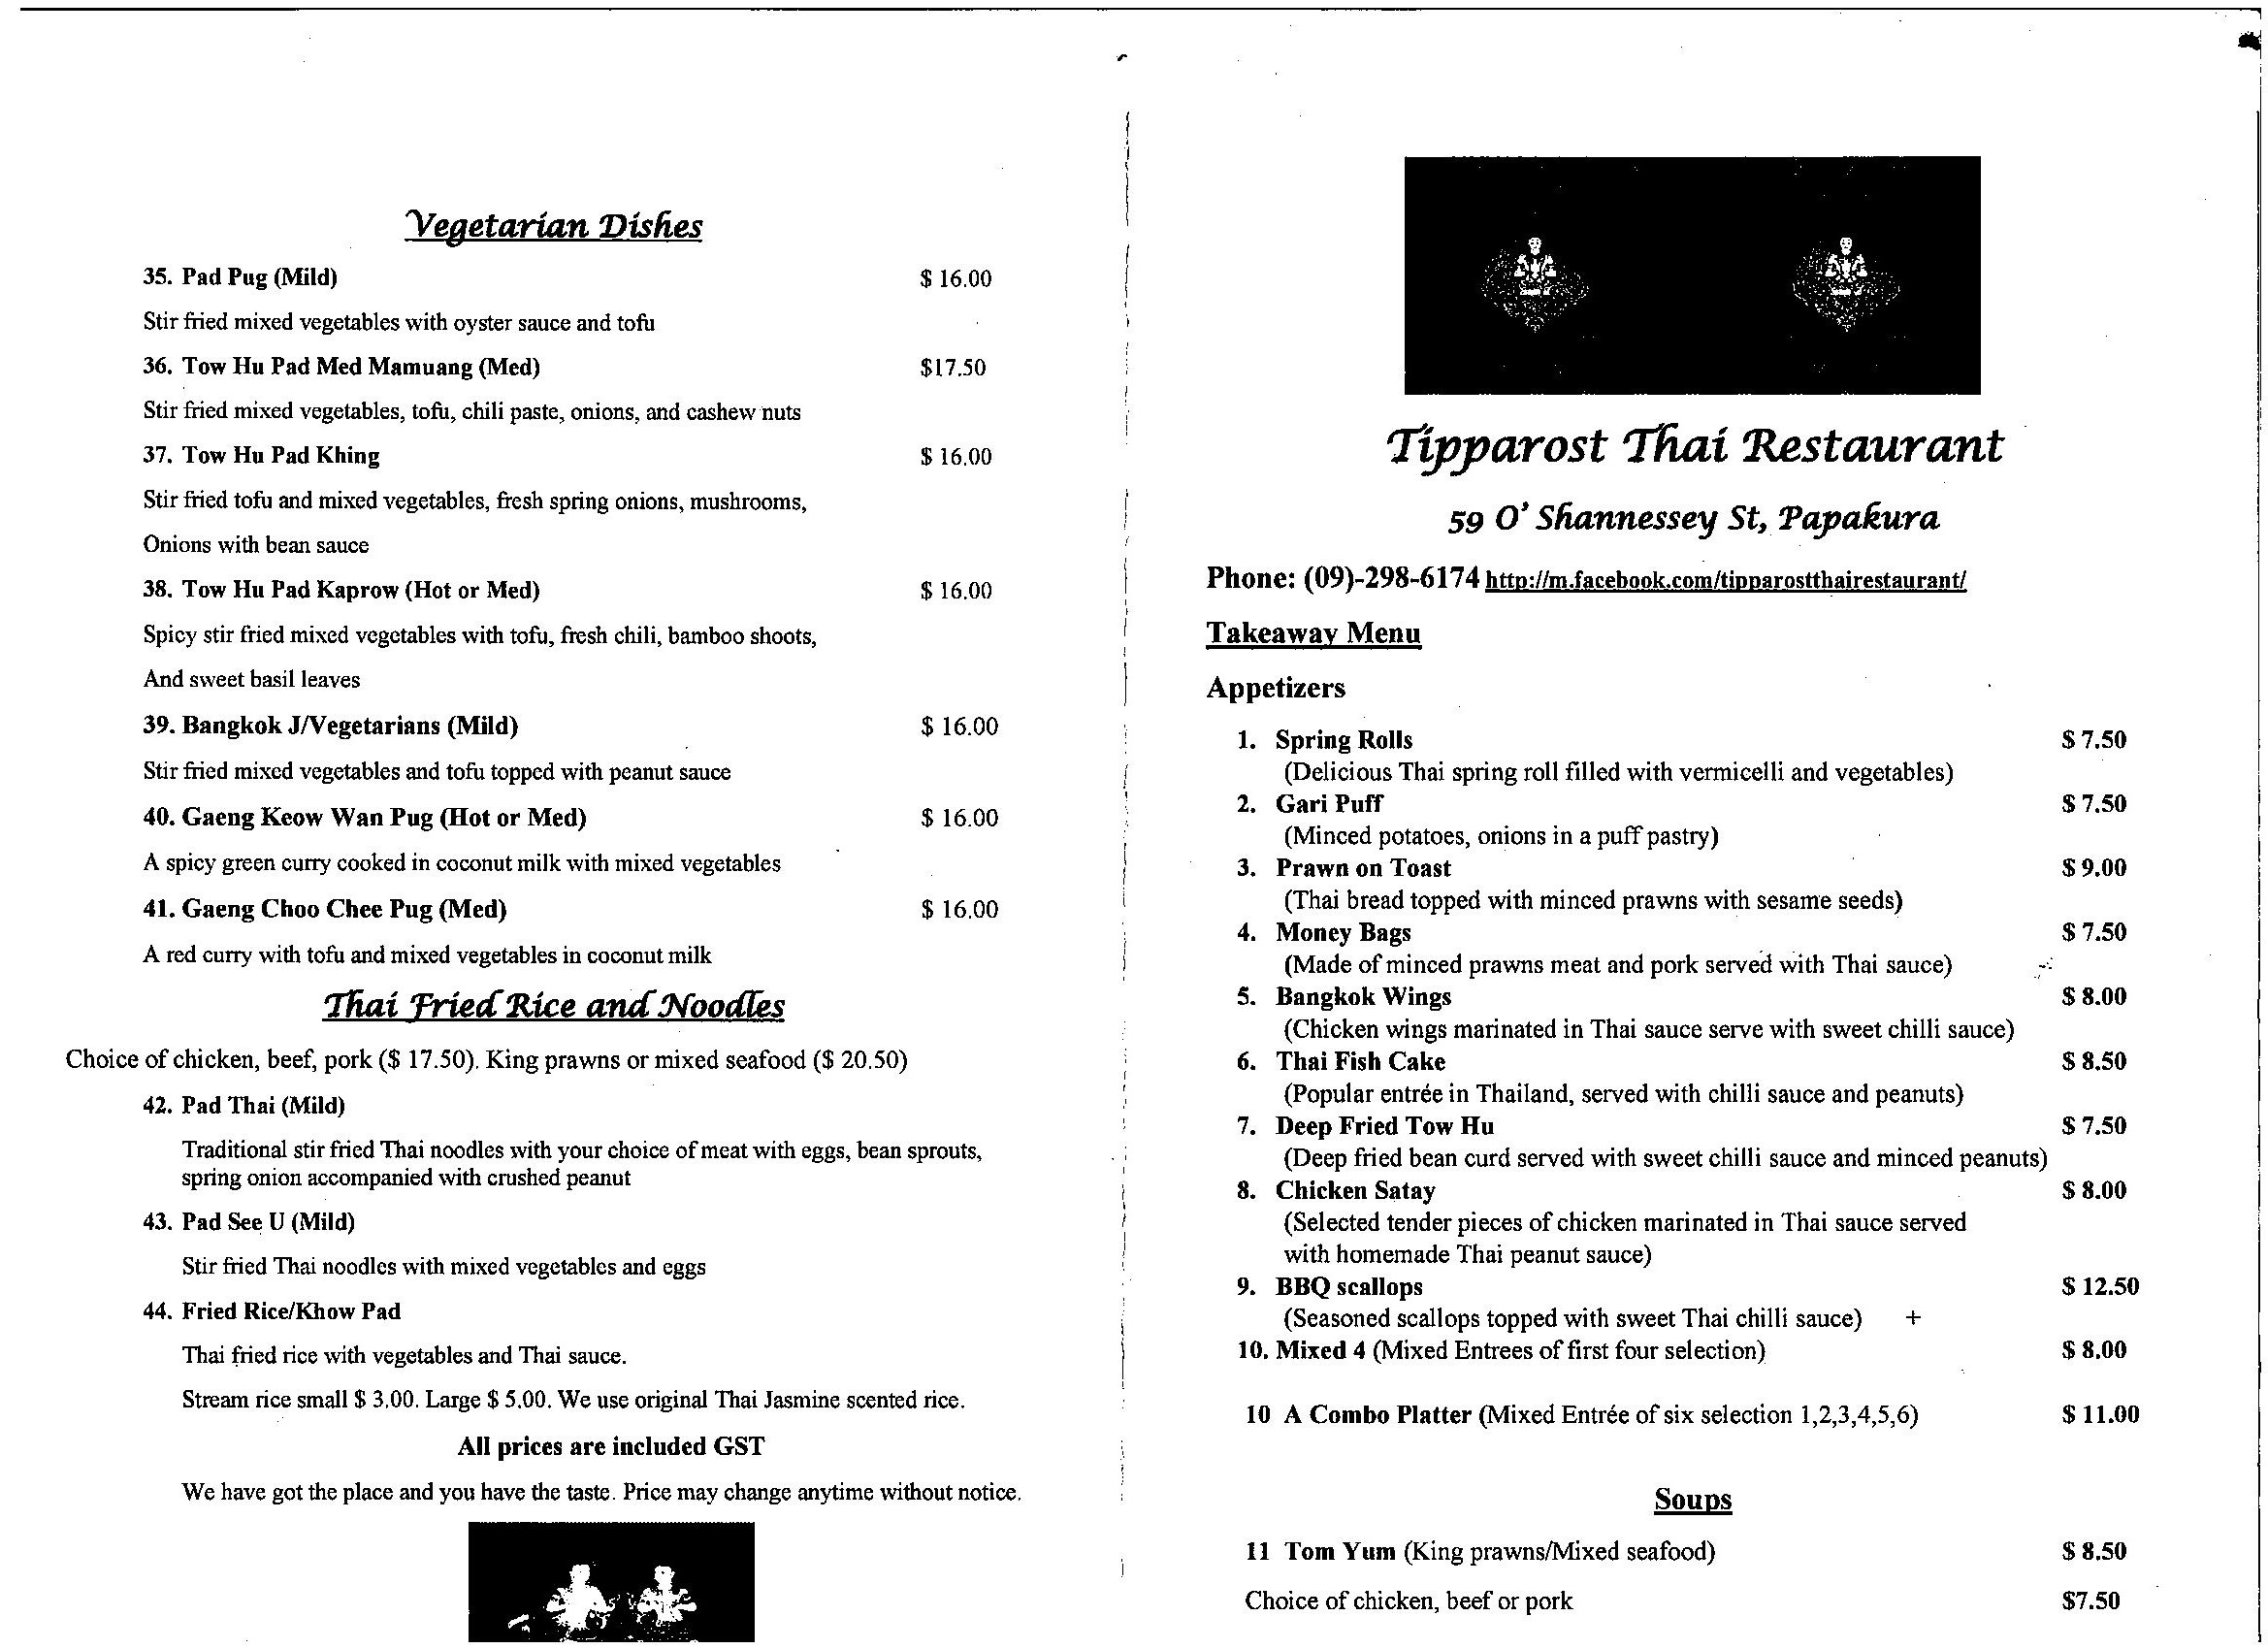 Vegetarian Dishes
35. Pad Pug (Mild) $ 16.00
Stir fried mixed vegetables with oyster sauce and tofu
36. Tow Hu Pad Med Mamuang (Med) $17.50
Stir fried mixed vegetables, tofu, chili paste, onions, and cashew nuts
37. Tow Hu Pad Khing $ 16.00
Stir fried tofu and mixed vegetables, fresh spring onions, mushrooms,
Onions with bean sauce
38. Tow Hu Pad Kaprow (Hot or Med) $ 16.00
Spicy stir fried mixed vegetables with tofu, fresh chili, bamboo shoots,
And sweet basil leaves
39. Bangkok J/Vegetarians (Mild) $ 16.00
Stir fried mixed vegetables and tofu topped with peanut sauce
40. Gaeng Keow Wan Pug (Hot or Med) $ 16.00
A spicy green curry cooked in coconut milk with mixed vegetables
41. Gaeng Choo Chee Pug (Med) $ 16.00
A red curry with tofu and mixed vegetables in coconut milk
Thai Fried Rice and Noodles
Choice of chicken, beef, pork ($ 17.50). King prawns or mixed seafood ($ 20.50)
42. Pad Thai (Mild)
Traditional stir fried Thai noodles with your choice of meat with eggs, bean sprouts,
spring onion accompanied with crushed peanut
43. Pad See U (Mild)
Stir fried Thai noodles with mixed vegetables and eggs
44. Fried Rice/Khow Pad
Thai fried rice with vegetables and Thai sauce.
Stream rice small $ 3.00. Large $ 5.00. We use original Thai Jasmine scented rice.
All prices are included GST
We have got the place and you have the taste. Price may change anytime without notice.
Tipparost Thai Restaurant
59 O' Shannessey St, Papakura
Phone: (09)-298-6174 http://m.facebook.com/tipparostthairestaurant/
Takeaway Menu
Appetizers
1. Spring Rolls $ 7.50
(Delicious Thai spring roll filled with vermicelli and vegetables)
2. Gari Puff $ 7.50
(Minced potatoes, onions in a puff pastry)
3. Prawn on Toast $ 9.00
(Thai bread topped with minced prawns with sesame seeds)
4. Money Bags $ 7.50
(Made of minced prawns meat and pork served with Thai sauce)
5. Bangkok Wings $ 8.00
(Chicken wings marinated in Thai sauce serve with sweet chilli sauce)
6. Thai Fish Cake $ 8.50
(Popular entrée in Thailand, served with chilli sauce and peanuts)
7. Deep Fried Tow Hu $ 7.50
(Deep fried bean curd served with sweet chilli sauce and minced peanuts)
8. Chicken Satay $ 8.00
(Selected tender pieces of chicken marinated in Thai sauce served
with homemade Thai peanut sauce)
9. BBQ scallops $ 12.50
(Seasoned scallops topped with sweet Thai chilli sauce) +
10. Mixed 4 (Mixed Entrees of first four selection) $ 8.00
10 A Combo Platter (Mixed Entrée of six selection 1,2,3,4,5,6) $ 11.00
Soups
11 Tom Yum (King prawns/Mixed seafood) $ 8.50
Choice of chicken, beef or pork $7.50